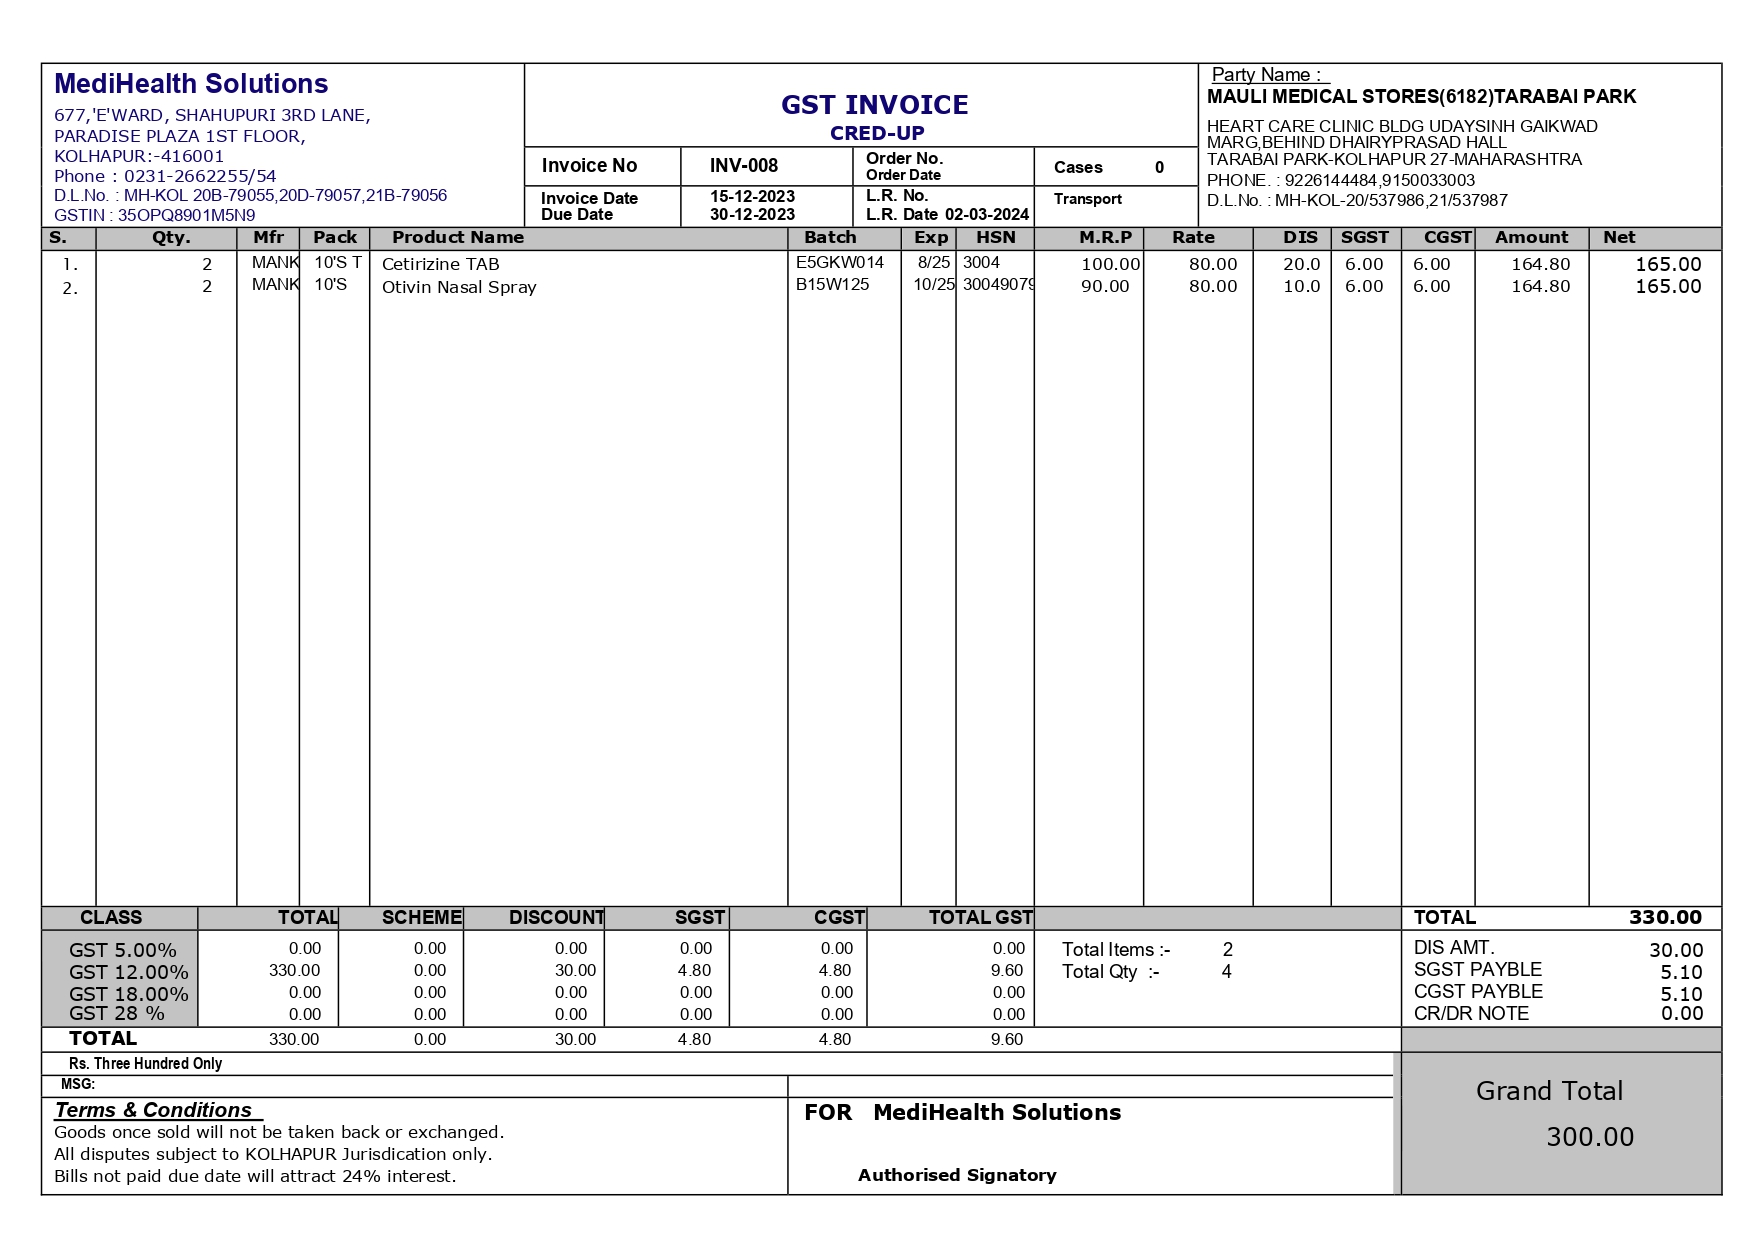 MediHealth Solutions
677,'E'WARD, SHAHUPURI 3RD LANE,
PARADISE PLAZA 1ST FLOOR,
KOLHAPUR:-416001
Phone : 0231-2662255/54
D.L.No. : MH-KOL 20B-79055,20D-79057,21B-79056
GSTIN : 35OPQ8901M5N9
GST INVOICE
CRED-UP
Invoice No INV-008
Invoice Date 15-12-2023
Due Date 30-12-2023
Order No.
Order Date
L.R. No.
L.R. Date 02-03-2024
Cases 0
Transport
Party Name :
MAULI MEDICAL STORES(6182)TARABAI PARK
HEART CARE CLINIC BLDG UDAYSINH GAIKWAD
MARG,BEHIND DHAIRYPRASAD HALL
TARABAI PARK-KOLHAPUR 27-MAHARASHTRA
PHONE. : 9226144484,9150033003
D.L.No. : MH-KOL-20/537986,21/537987
S. Qty. Mfr Pack Product Name Batch Exp HSN M.R.P Rate DIS SGST CGST Amount Net
1. 2 MANK 10'S T Cetirizine TAB E5GKW014 8/25 3004 100.00 80.00 20.0 6.00 6.00 164.80 165.00
2. 2 MANK 10'S Otivin Nasal Spray B15W125 10/25 30049079 90.00 80.00 10.0 6.00 6.00 164.80 165.00
CLASS TOTAL SCHEME DISCOUNT SGST CGST TOTAL GST
GST 5.00% 0.00 0.00 0.00 0.00 0.00 0.00
GST 12.00% 330.00 0.00 30.00 4.80 4.80 9.60
GST 18.00% 0.00 0.00 0.00 0.00 0.00 0.00
GST 28 % 0.00 0.00 0.00 0.00 0.00 0.00
TOTAL 330.00 0.00 30.00 4.80 4.80 9.60
Total Items :- 2
Total Qty :- 4
TOTAL 330.00
DIS AMT. 30.00
SGST PAYBLE 5.10
CGST PAYBLE 5.10
CR/DR NOTE 0.00
Rs. Three Hundred Only
MSG:
Terms & Conditions
Goods once sold will not be taken back or exchanged.
All disputes subject to KOLHAPUR Jurisdication only.
Bills not paid due date will attract 24% interest.
FOR MediHealth Solutions
Authorised Signatory
Grand Total
300.00